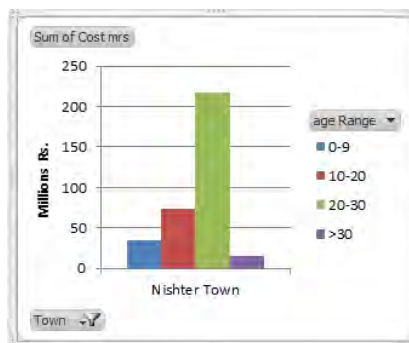 Sum of Cost mrs
250
200
150
100
50
0
Millions Rs.
Nishter Town
age Range
0-9
10-20
20-30
>30
Town